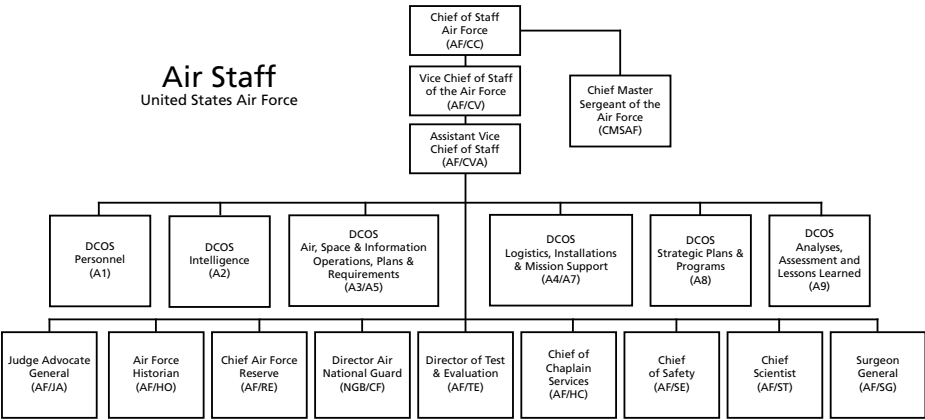 Chief of Staff
Air Force
(AF/CC)
Air Staff
United States Air Force
Vice Chief of Staff
of the Air Force
(AF/CV)
Chief Master
Sergeant of the
Air Force
(CMSAF)
Assistant Vice
Chief of Staff
(AF/CVA)
DCOS
Personnel
(A1)
DCOS
Intelligence
(A2)
DCOS
Air, Space & Information
Operations, Plans &
Requirements
(A3/A5)
DCOS
Logistics, Installations
& Mission Support
(A4/A7)
DCOS
Strategic Plans &
Programs
(A8)
DCOS
Analyses,
Assessment and
Lessons Learned
(A9)
Judge Advocate
General
(AF/JA)
Air Force
Historian
(AF/HO)
Chief Air Force
Reserve
(AF/RE)
Director Air
National Guard
(NGB/CF)
Director of Test
& Evaluation
(AF/TE)
Chief of
Chaplain
Services
(AF/HC)
Chief
of Safety
(AF/SE)
Chief
Scientist
(AF/ST)
Surgeon
General
(AF/SG)